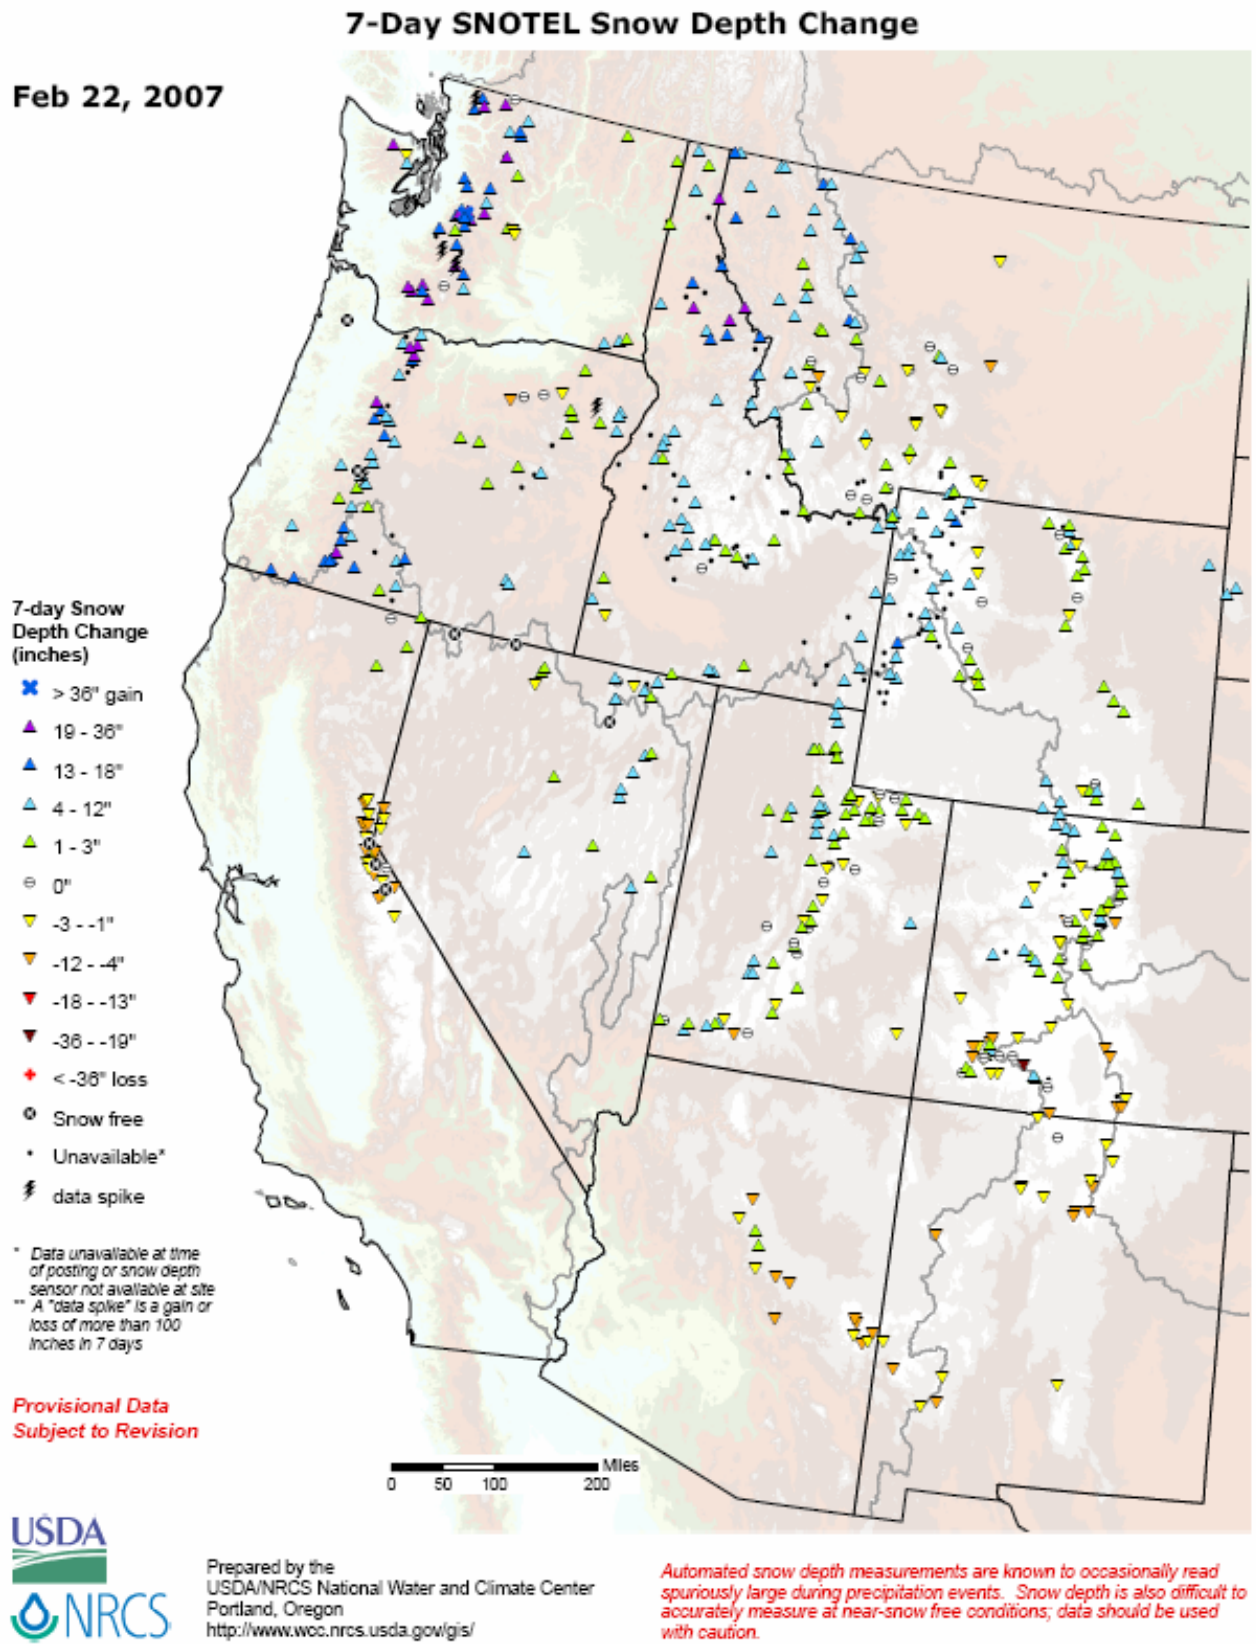 7-Day SNOTEL Snow Depth Change
Feb 22, 2007
7-day Snow
Depth Change
(inches)
> 36" gain
19 - 36"
13 - 18"
4 - 12"
1 - 3"
0"
-3 - -1"
-12 - -4"
-18 - -13"
-36 - -19"
< -36" loss
Snow free
Unavailable*
data spike
* Data unavailable at time
of posting or snow depth
sensor not available at site
** A "data spike" is a gain or
loss of more than 100
inches in 7 days
Provisional Data
Subject to Revision
Miles
0 50 100 200
USDA
NRCS
Prepared by the
USDA/NRCS National Water and Climate Center
Portland, Oregon
http://www.wcc.nrcs.usda.gov/gis/
Automated snow depth measurements are known to occasionally read
spuriously large during precipitation events. Snow depth is also difficult to
accurately measure at near-snow free conditions; data should be used
with caution.